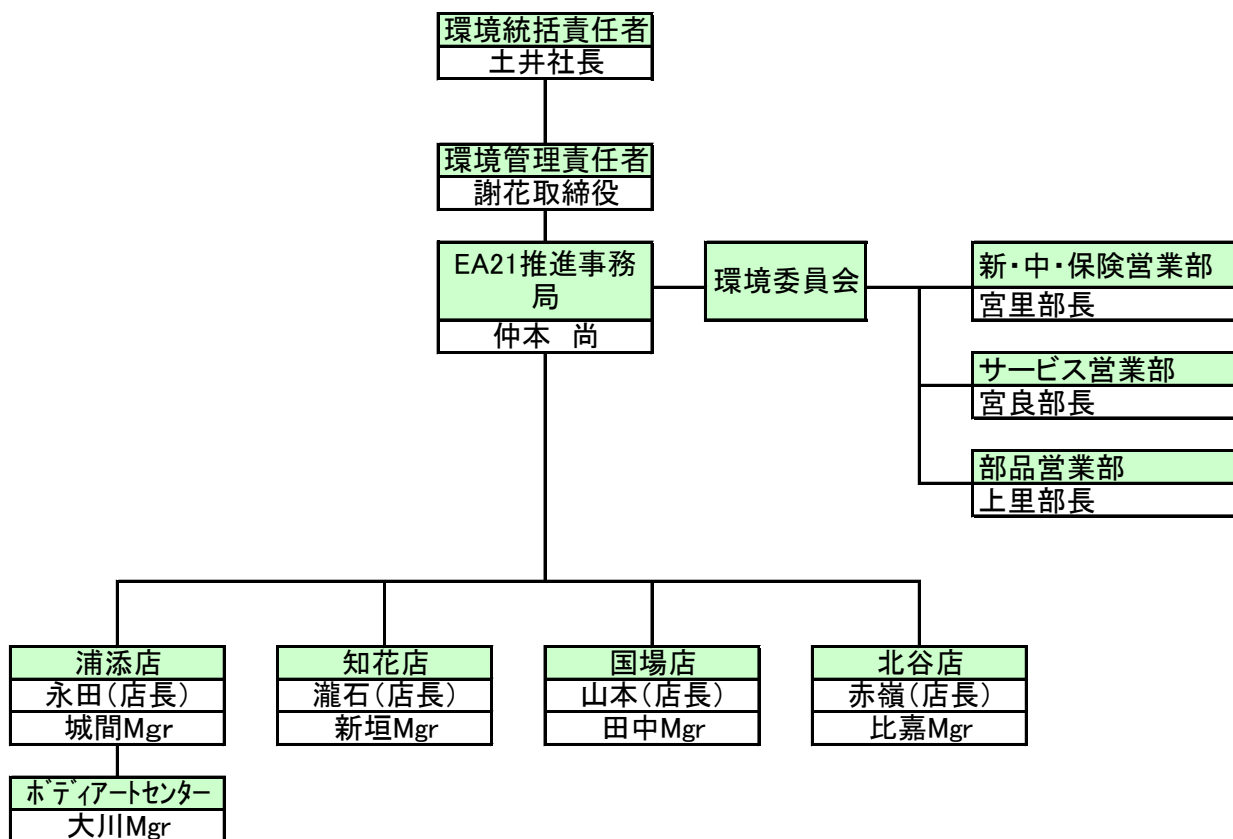 環境統括責任者
土井社長
環境管理責任者
謝花取締役
EA21推進事務
局
仲本 尚
環境委員会
新・中・保険営業部
宮里部長
サービス営業部
宮良部長
部品営業部
上里部長
浦添店
永田(店長)
城間Mgr
知花店
瀧石(店長)
新垣Mgr
国場店
山本(店長)
田中Mgr
北谷店
赤嶺(店長)
比嘉Mgr
ボディアートセンター
大川Mgr